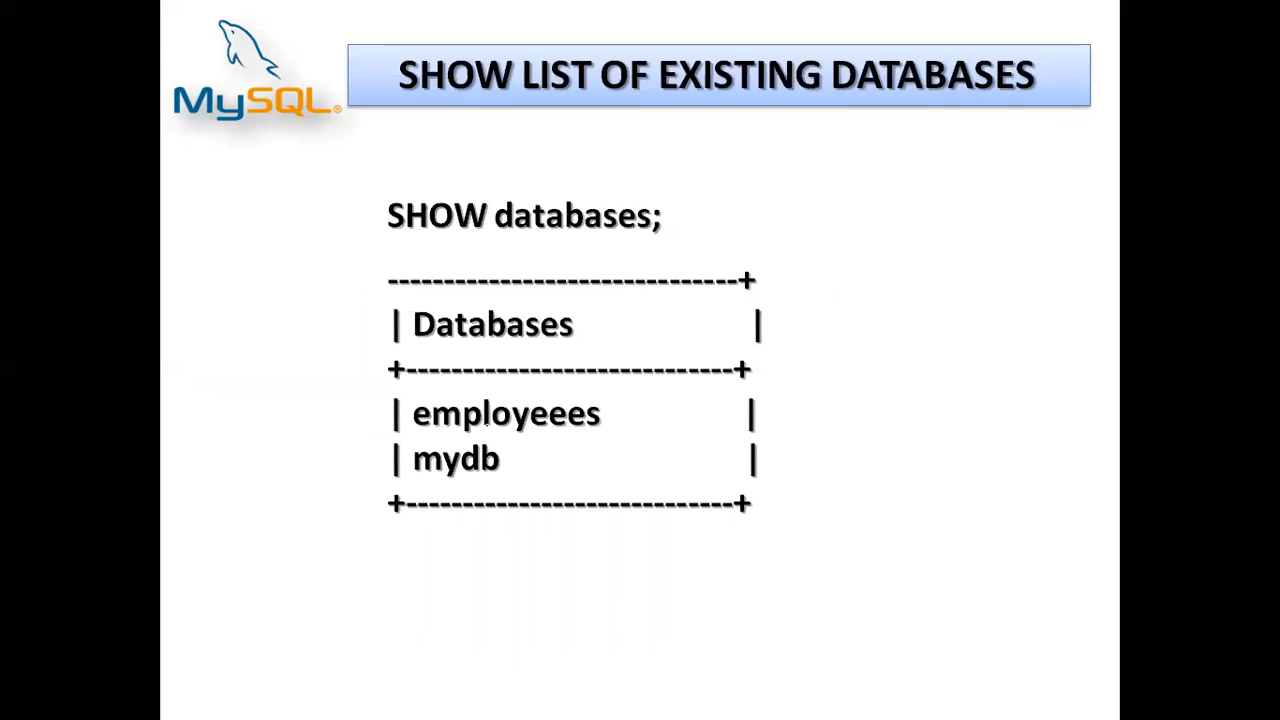 MySQL®
SHOW LIST OF EXISTING DATABASES
SHOW databases;
-------------------------------+
| Databases |
+-----------------------------+
| employeees |
| mydb |
+-----------------------------+